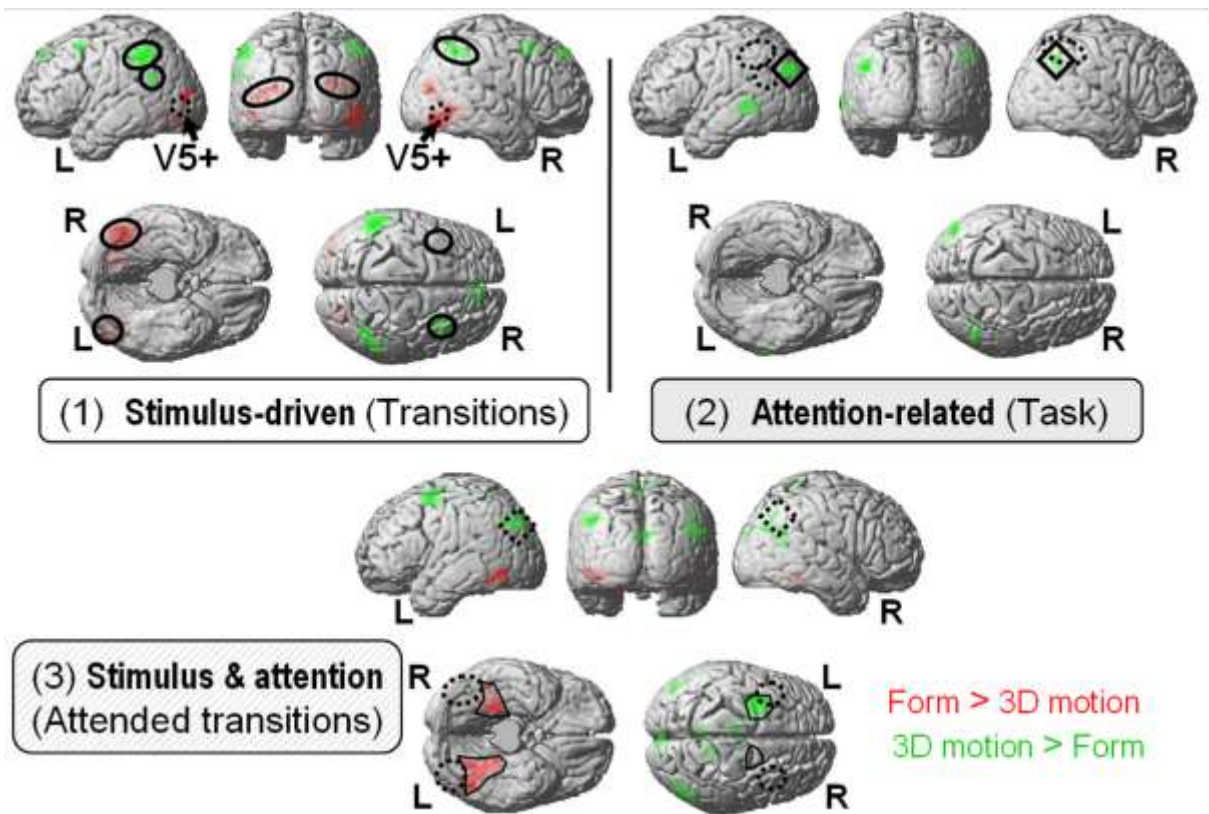 V5+
L
V5+
R
L
R
R
L
L
R
L
R
L
R
(1) Stimulus-driven (Transitions)
(2) Attention-related (Task)
L
R
(3) Stimulus & attention
(Attended transitions)
R
L
L
R
Form > 3D motion
3D motion > Form